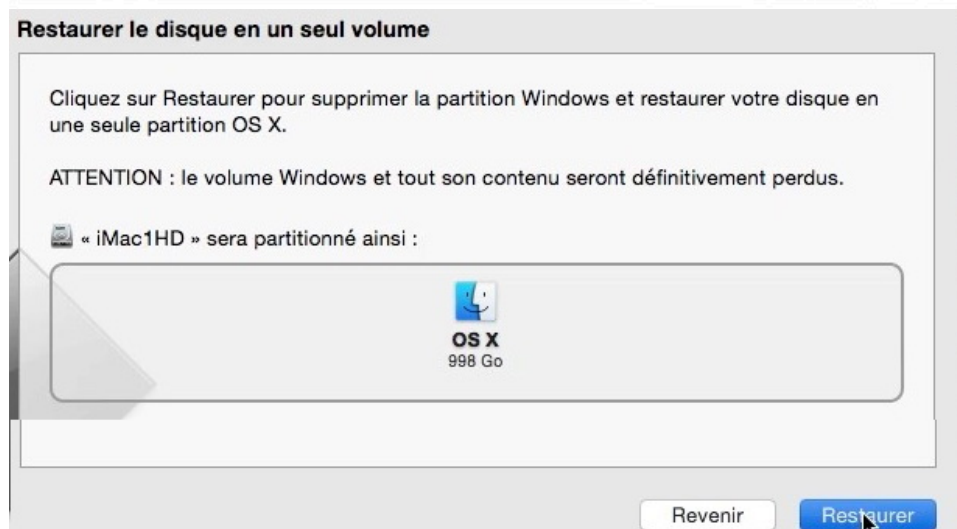 Restaurer le disque en un seul volume
Cliquez sur Restaurer pour supprimer la partition Windows et restaurer votre disque en
une seule partition OS X.
ATTENTION : le volume Windows et tout son contenu seront définitivement perdus.
« iMac1HD » sera partitionné ainsi :
OS X
998 Go
Revenir
Restaurer